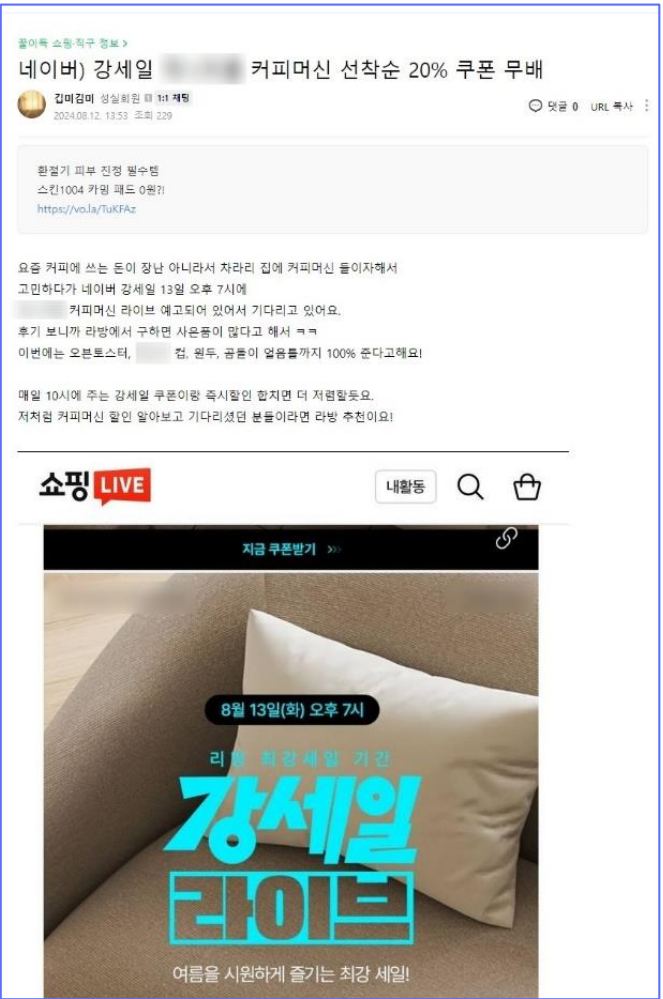 꿀이득 쇼핑·직구 정보 >
네이버) 강세일 커피머신 선착순 20% 쿠폰 무배
김미김미 성실회원 1:1 채팅
2024.08.12. 13:53 조회 229
댓글 0 URL 복사
환절기 피부 진정 필수템
스킨1004 카밍 패드 0원?!
https://vo.la/TuKFAz
요즘 커피에 쓰는 돈이 장난 아니라서 차라리 집에 커피머신 들이자해서
고민하다가 네이버 강세일 13일 오후 7시에
커피머신 라이브 예고되어 있어서 기다리고 있어요.
후기 보니까 라방에서 구하면 사은품이 많다고 해서 ㅋㅋ
이번에는 오븐토스터, 컵, 원두, 곰돌이 얼음틀까지 100% 준다고해요!
매일 10시에 주는 강세일 쿠폰이랑 즉시할인 합치면 더 저렴할듯요.
저처럼 커피머신 할인 알아보고 기다리셨던 분들이라면 라방 추천이요!
쇼핑 LIVE
내활동
지금 쿠폰받기 >>>
8월 13일(화) 오후 7시
리빙 최강세일 기간
강세일
라이브
여름을 시원하게 즐기는 최강 세일!